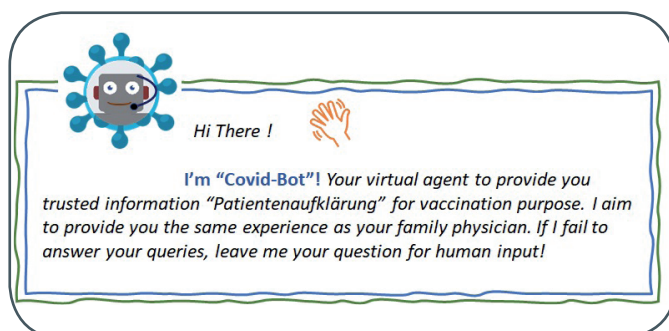 Hi There !
I'm "Covid-Bot"! Your virtual agent to provide you
trusted information "Patientenaufklärung" for vaccination purpose. I aim
to provide you the same experience as your family physician. If I fail to
answer your queries, leave me your question for human input!